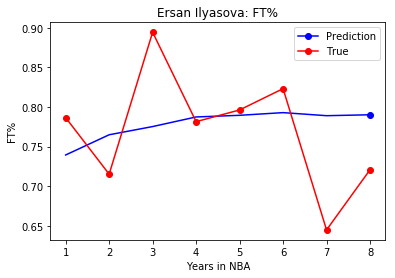 Ersan Ilyasova: FT%
Prediction
True
FT%
0.90
0.85
0.80
0.75
0.70
0.65
1 2 3 4 5 6 7 8
Years in NBA